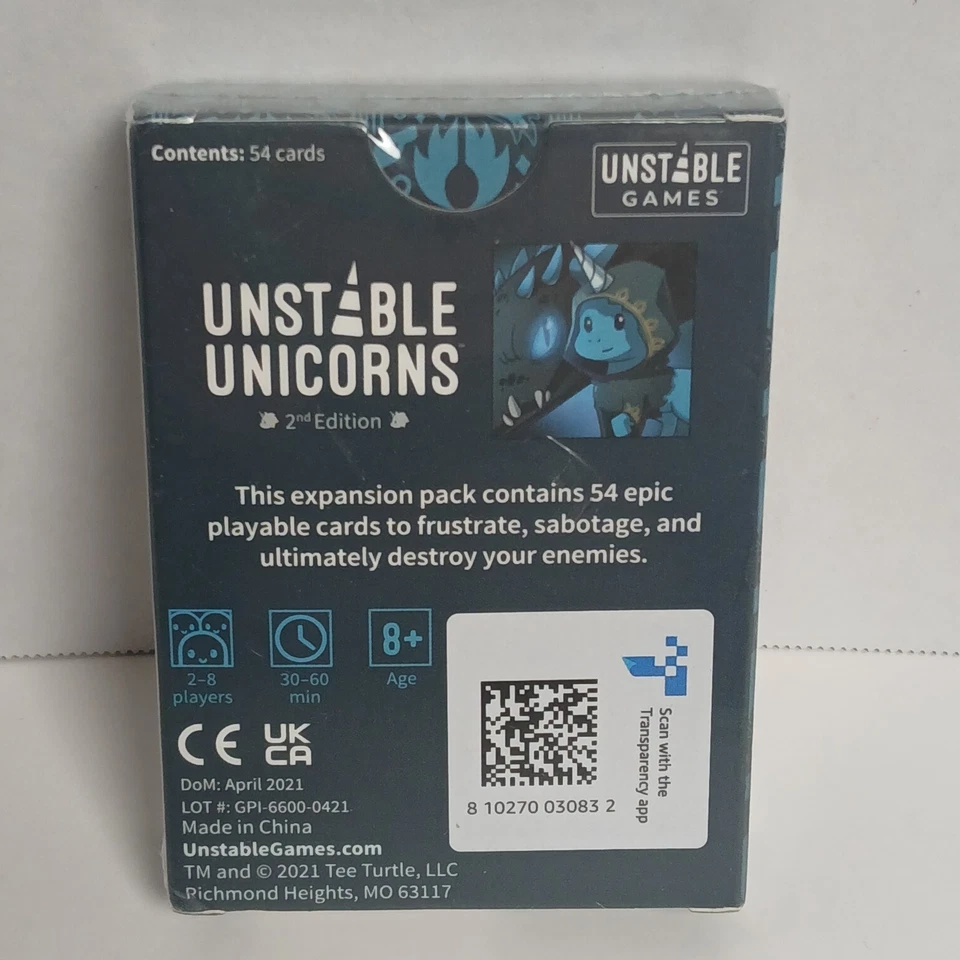 Contents: 54 cards
UNSTABLE
GAMES
UNSTABLE
UNICORNS™
2nd Edition
This expansion pack contains 54 epic
playable cards to frustrate, sabotage, and
ultimately destroy your enemies.
2–8
players
30–60
min
8+
Age
CE
UK
CA
DoM: April 2021
LOT #: GPI-6600-0421
Made in China
UnstableGames.com
TM and © 2021 Tee Turtle, LLC
Richmond Heights, MO 63117
Scan with the
Transparency app
8 10270 03083 2